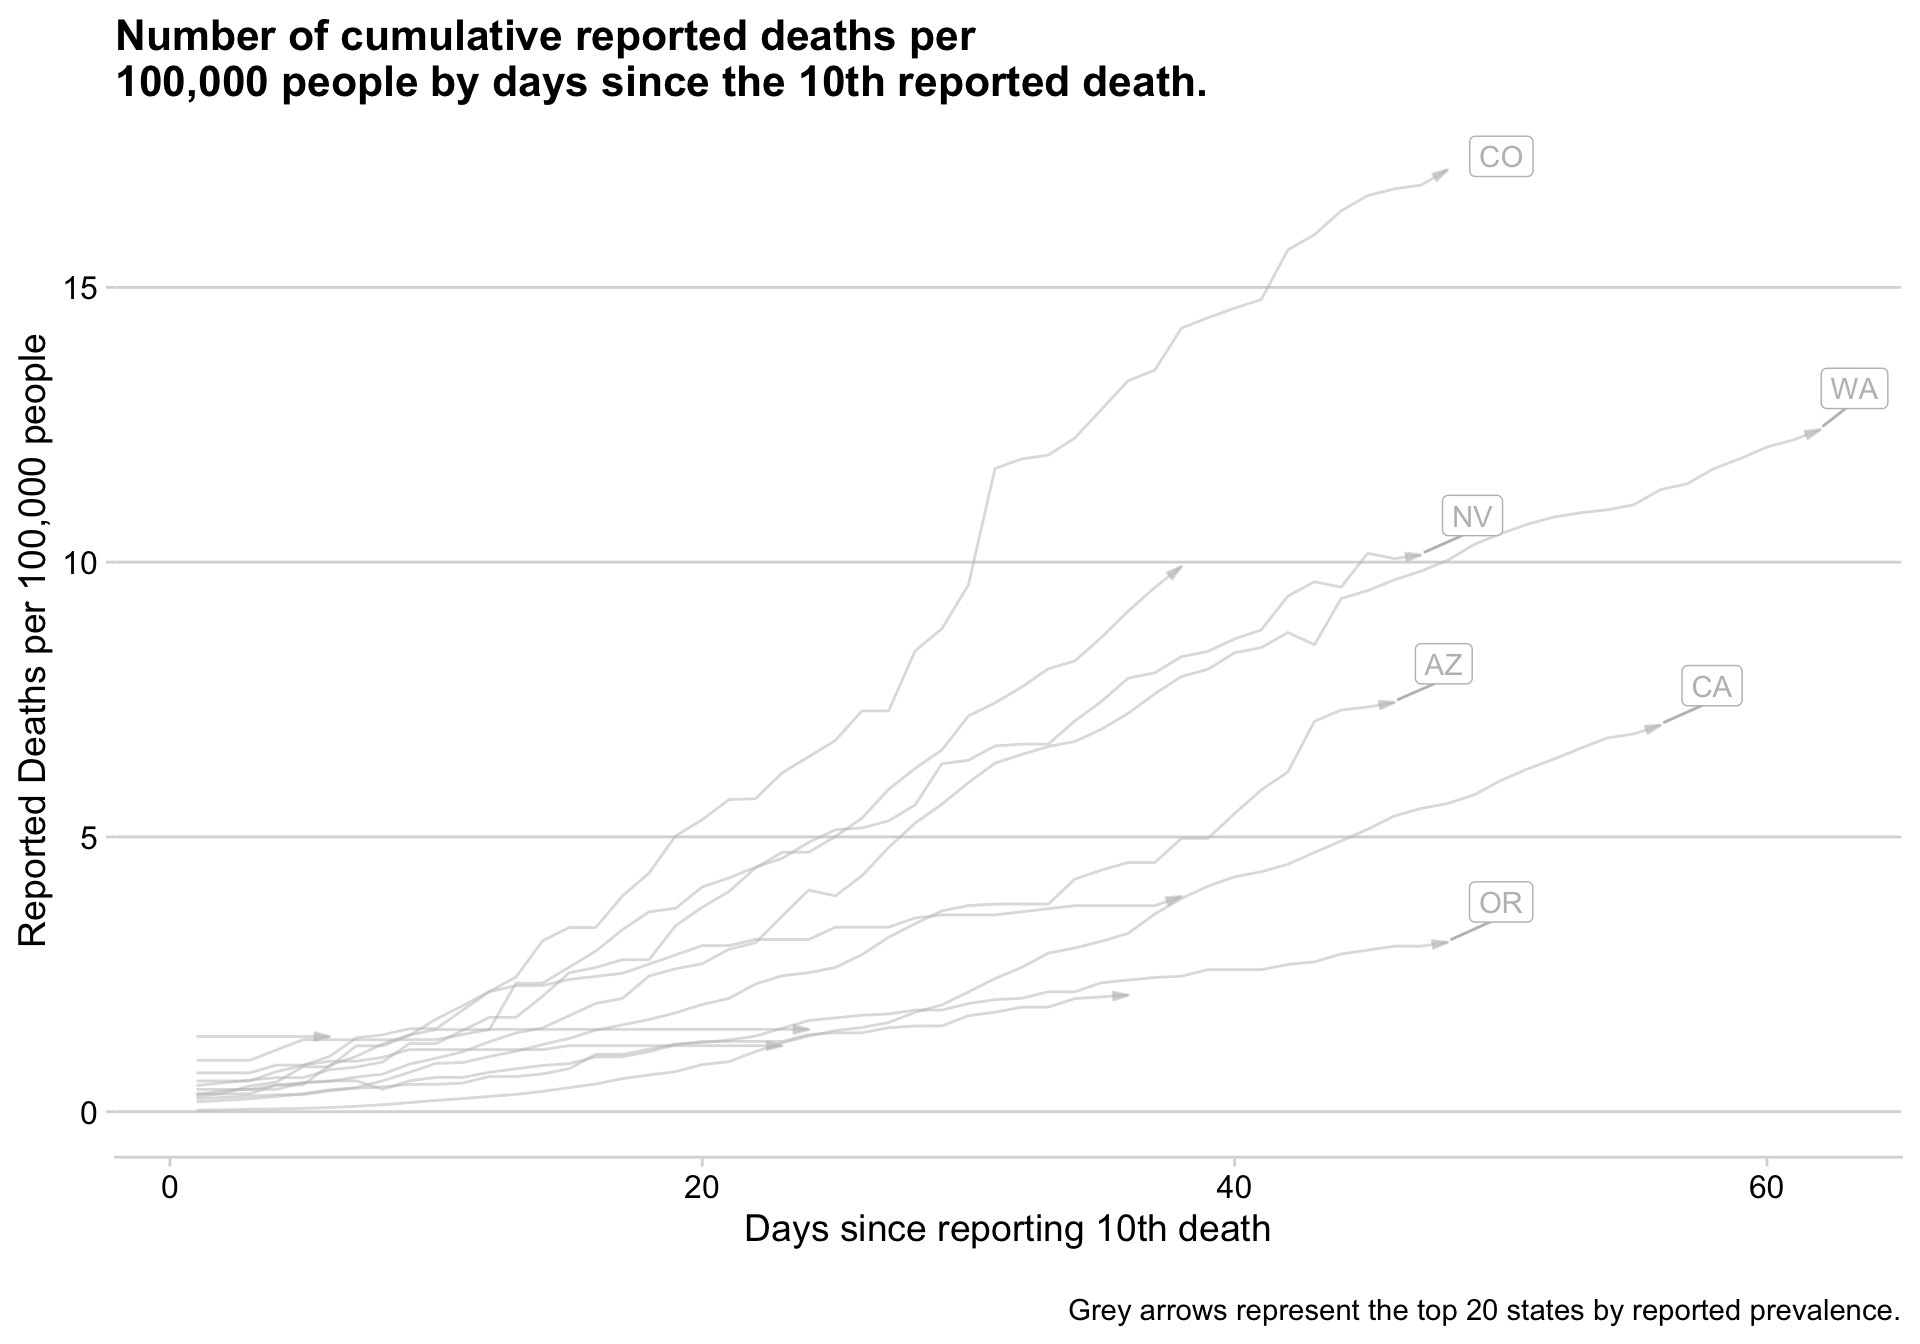 Number of cumulative reported deaths per
100,000 people by days since the 10th reported death.
CO
15
WA
NV
10
AZ
CA
5
OR
0
Reported Deaths per 100,000 people
0 20 40 60
Days since reporting 10th death
Grey arrows represent the top 20 states by reported prevalence.